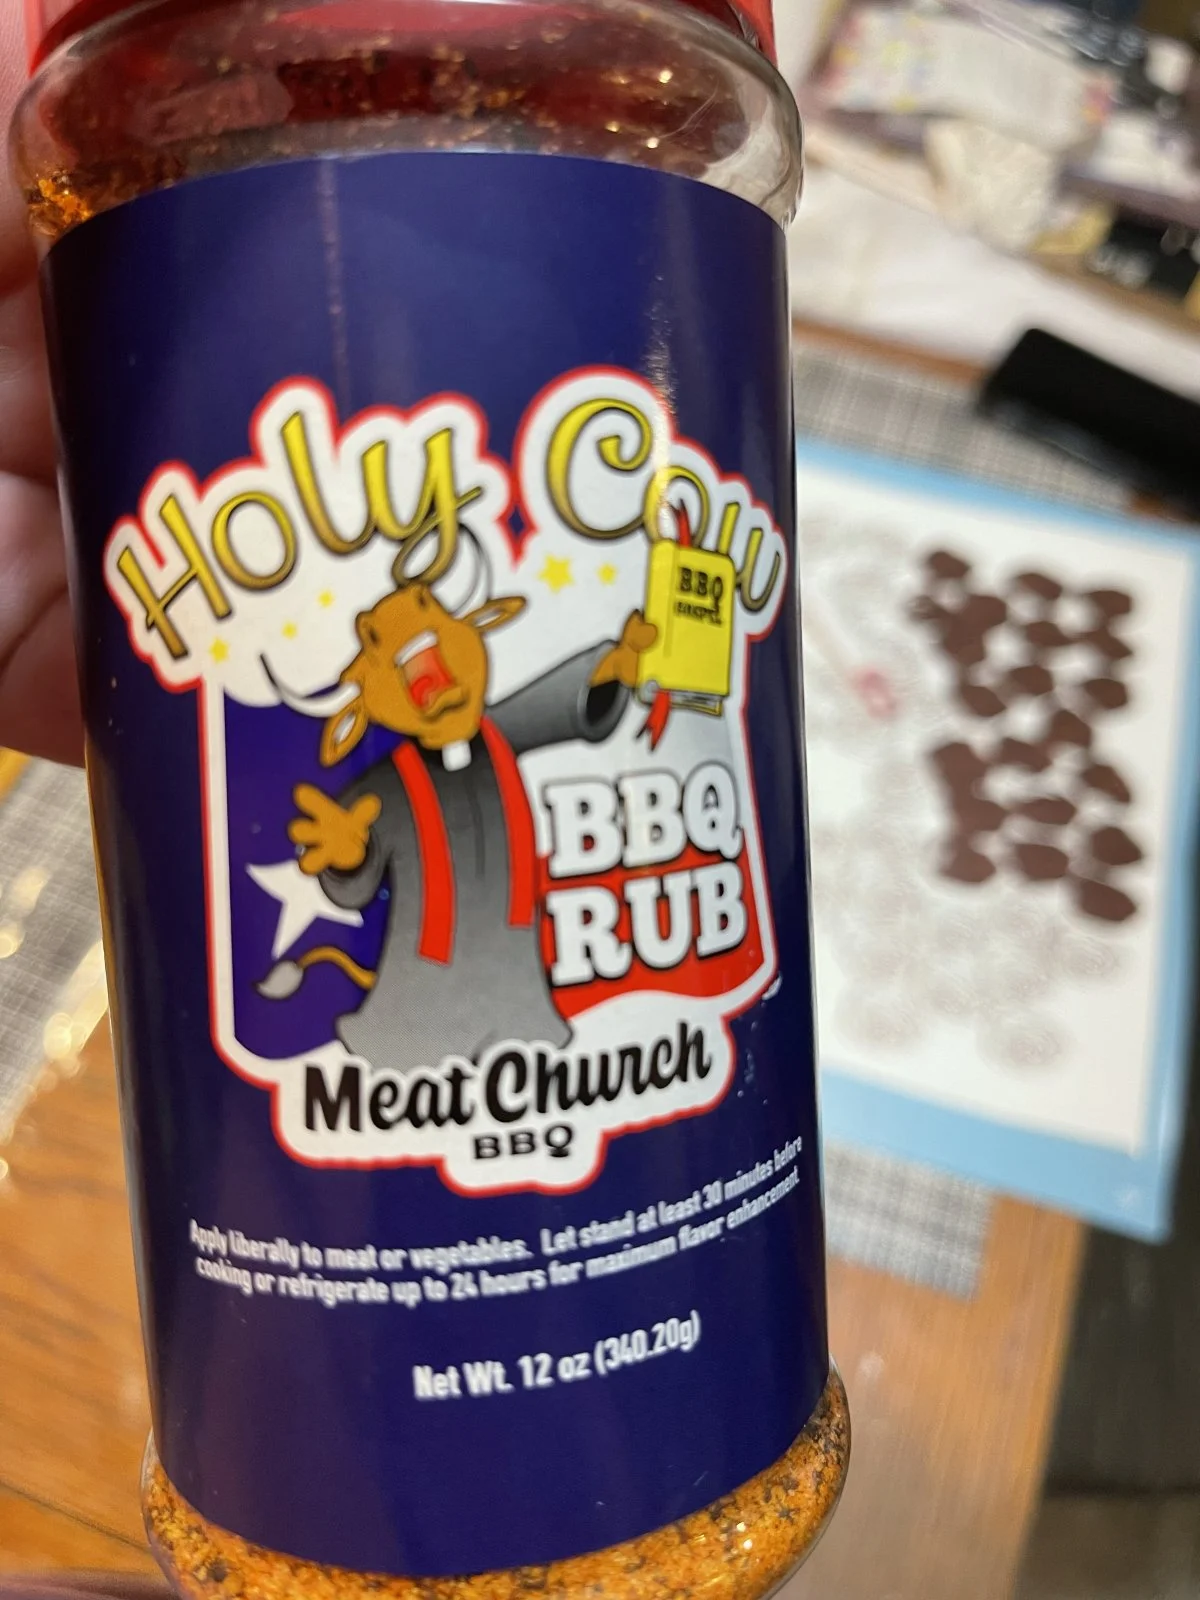 Holy Cow
BBQ
GOSPEL
BBQ
RUB
Meat Church
BBQ
Apply liberally to meat or vegetables. Let stand at least 30 minutes before
cooking or refrigerate up to 24 hours for maximum flavor enhancement.
Net Wt. 12 oz (340.20g)